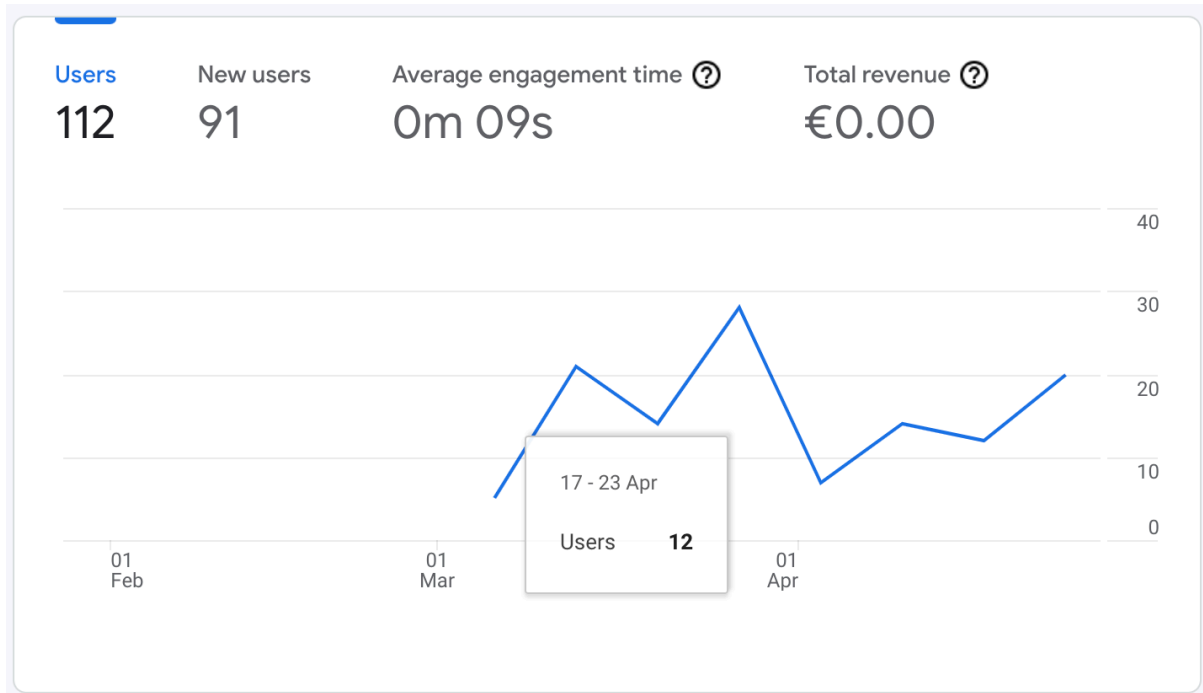 Users New users Average engagement time ? Total revenue ?
112 91 0m 09s €0.00
40
30
20
10
0
17 - 23 Apr
Users 12
01 01 01
Feb Mar Apr